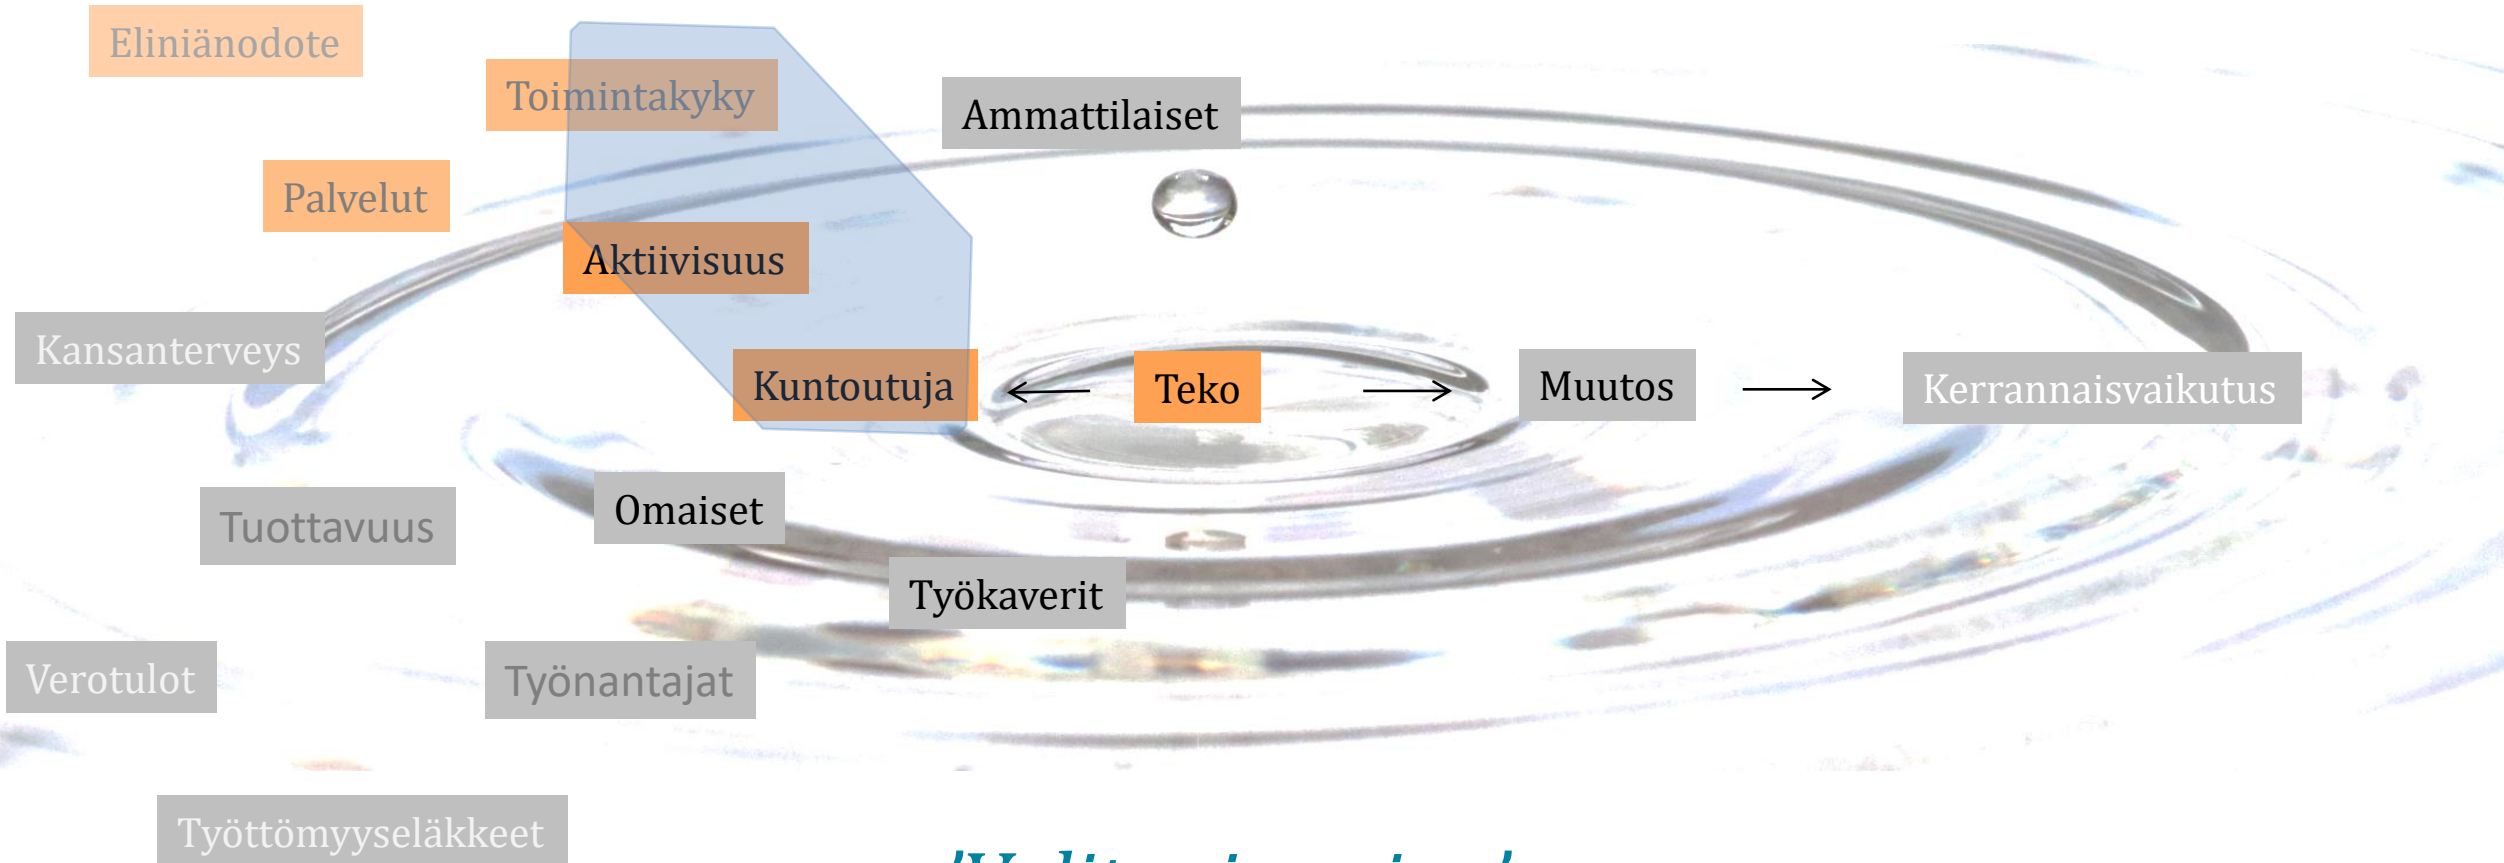 Eliniänodote
Toimintakyky
Ammattilaiset
Palvelut
Aktiivisuus
Kansanterveys
Kuntoutuja
Teko
Muutos
Kerrannaisvaikutus
Tuottavuus
Omaiset
Työkaverit
Verotulot
Työnantajat
Työttömyyseläkkeet